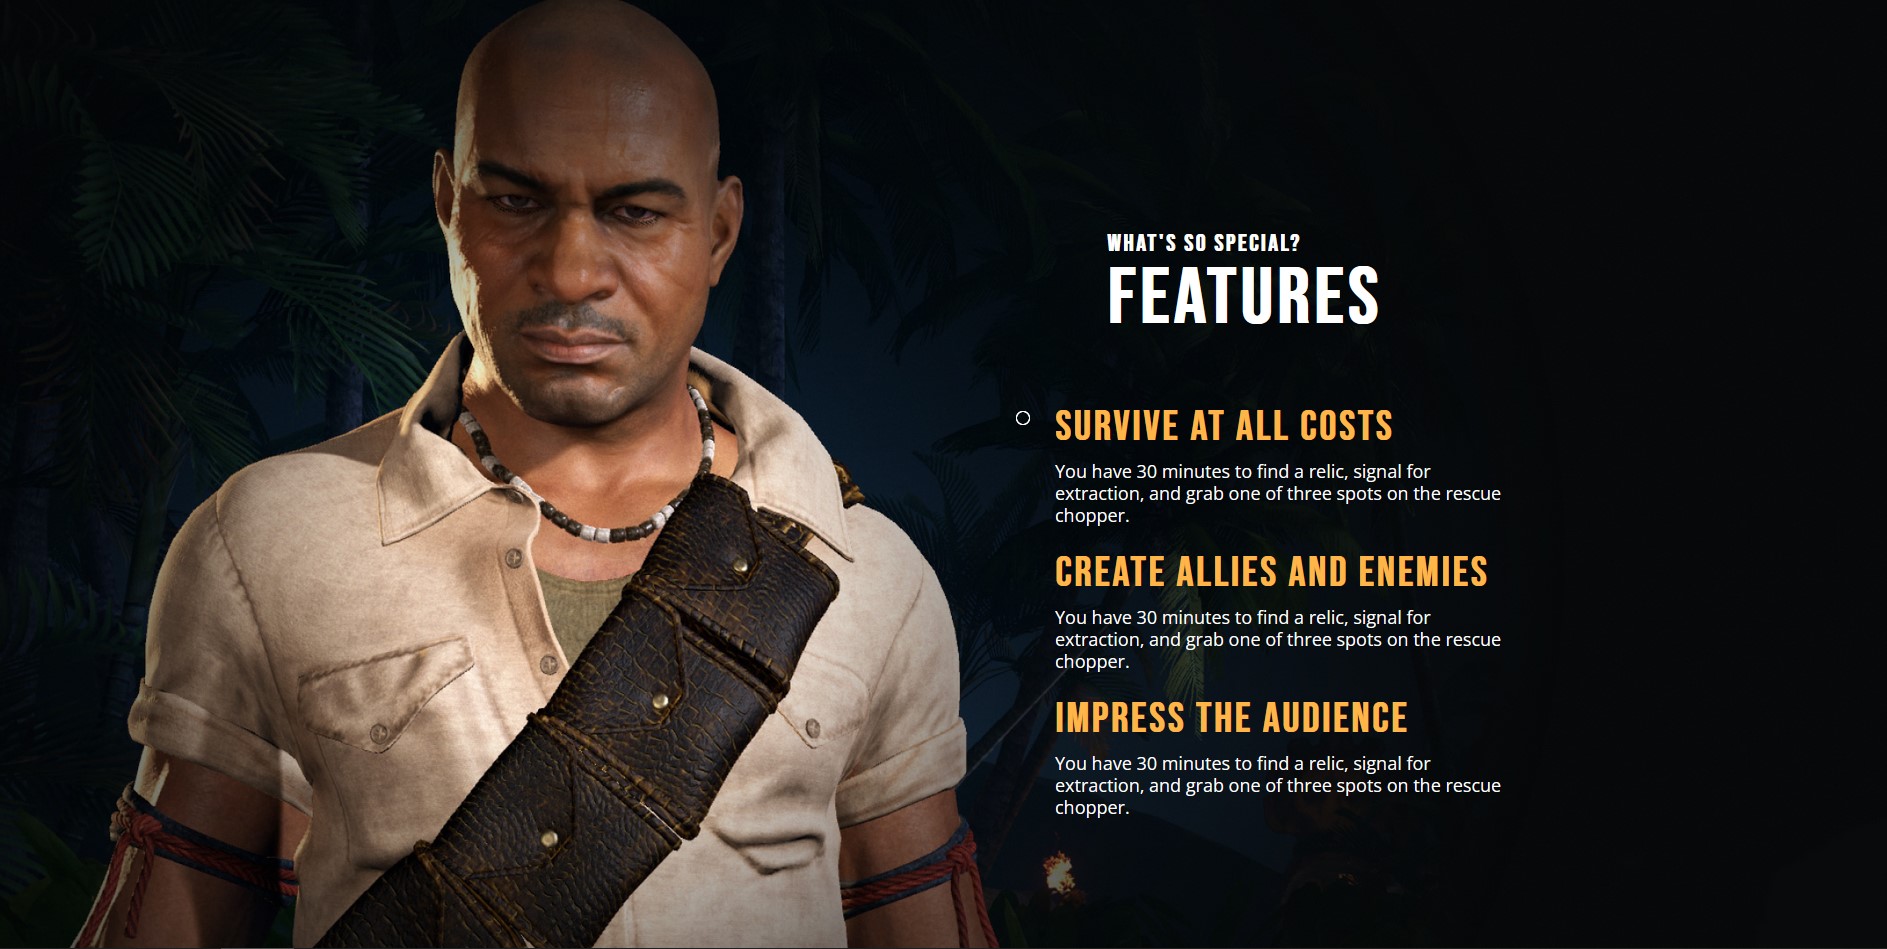 WHAT'S SO SPECIAL?
FEATURES
SURVIVE AT ALL COSTS
You have 30 minutes to find a relic, signal for
extraction, and grab one of three spots on the rescue
chopper.
CREATE ALLIES AND ENEMIES
You have 30 minutes to find a relic, signal for
extraction, and grab one of three spots on the rescue
chopper.
IMPRESS THE AUDIENCE
You have 30 minutes to find a relic, signal for
extraction, and grab one of three spots on the rescue
chopper.